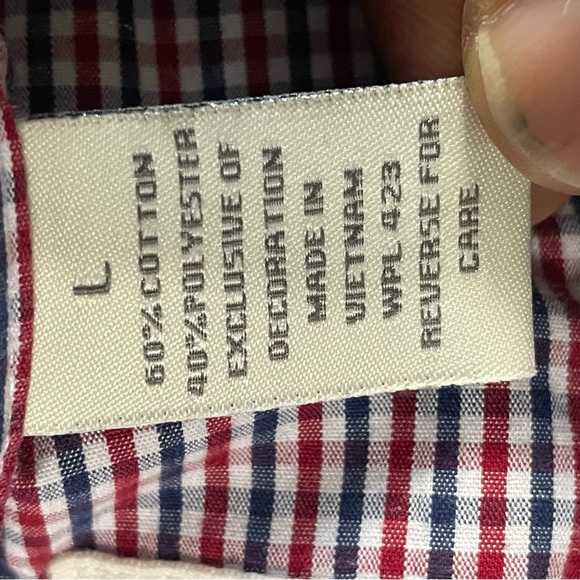 L
60%COTTON
40%POLYESTER
EXCLUSIVE OF
DECORATION
MADE IN
VIETNAM
WPL 423
REVERSE FOR
CARE